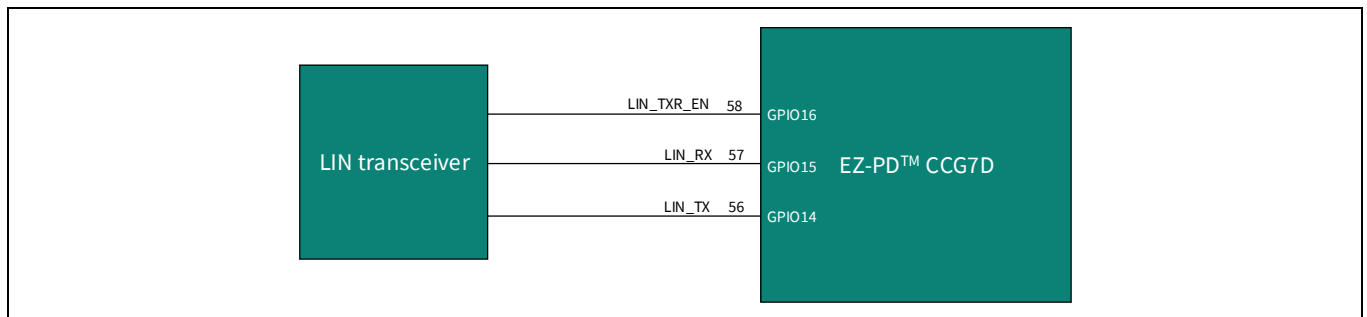 LIN transceiver
LIN_TXR_EN 58
GPIO16
LIN_RX 57
GPIO15
EZ-PD™ CCG7D
LIN_TX 56
GPIO14